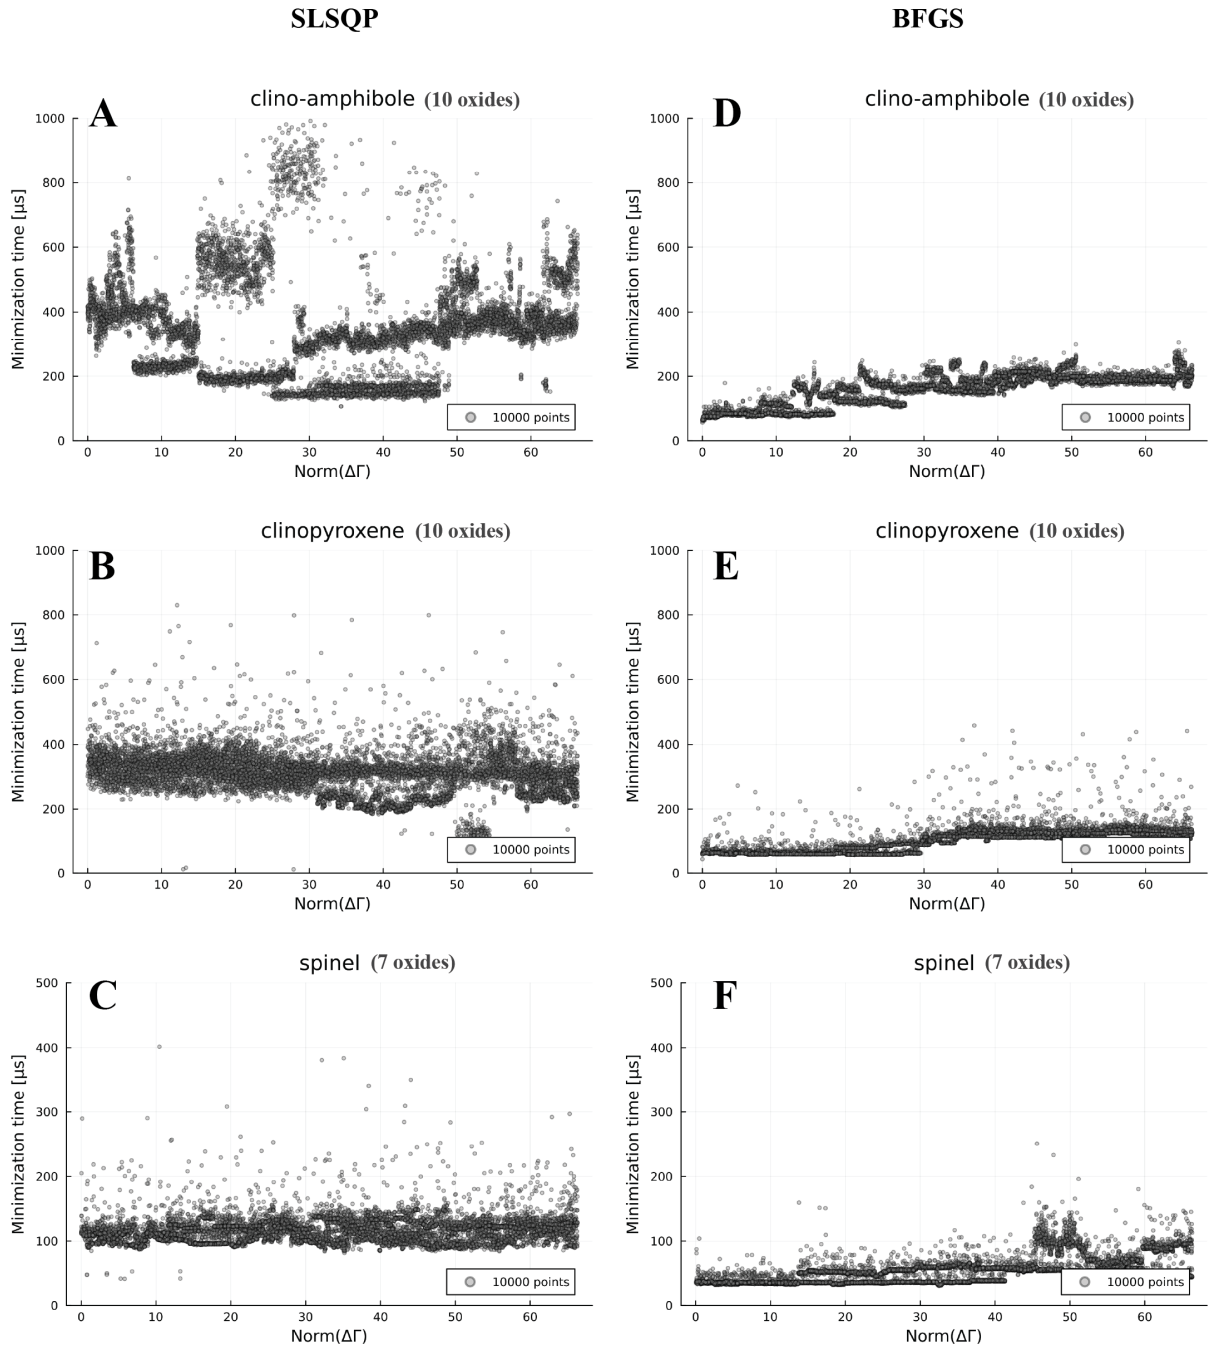 SLSQP
BFGS
A
clino-amphibole (10 oxides)
1000
800
600
400
200
0
Minimization time [μs]
0 10 20 30 40 50 60
Norm(ΔΓ)
10000 points
D
clino-amphibole (10 oxides)
1000
800
600
400
200
0
Minimization time [μs]
0 10 20 30 40 50 60
Norm(ΔΓ)
10000 points
B
clinopyroxene (10 oxides)
1000
800
600
400
200
0
Minimization time [μs]
0 10 20 30 40 50 60
Norm(ΔΓ)
10000 points
E
clinopyroxene (10 oxides)
1000
800
600
400
200
0
Minimization time [μs]
0 10 20 30 40 50 60
Norm(ΔΓ)
10000 points
C
spinel (7 oxides)
500
400
300
200
100
0
Minimization time [μs]
0 10 20 30 40 50 60
Norm(ΔΓ)
10000 points
F
spinel (7 oxides)
500
400
300
200
100
0
Minimization time [μs]
0 10 20 30 40 50 60
Norm(ΔΓ)
10000 points